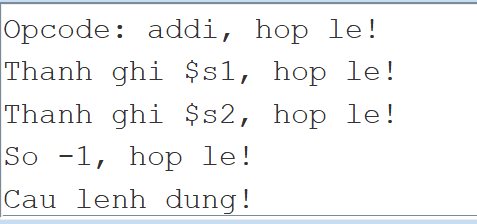 Opcode: addi, hop le!
Thanh ghi $s1, hop le!
Thanh ghi $s2, hop le!
So -1, hop le!
Cau lenh dung!